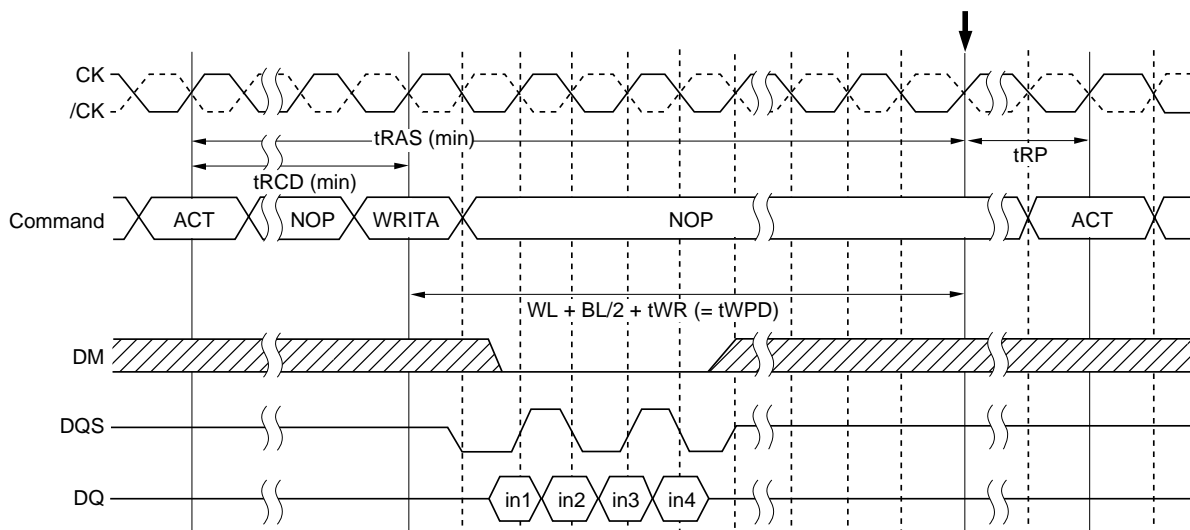 CK
/CK
tRAS (min)
tRP
tRCD (min)
Command ACT NOP WRITA NOP ACT
WL + BL/2 + tWR (= tWPD)
DM
DQS
DQ in1 in2 in3 in4